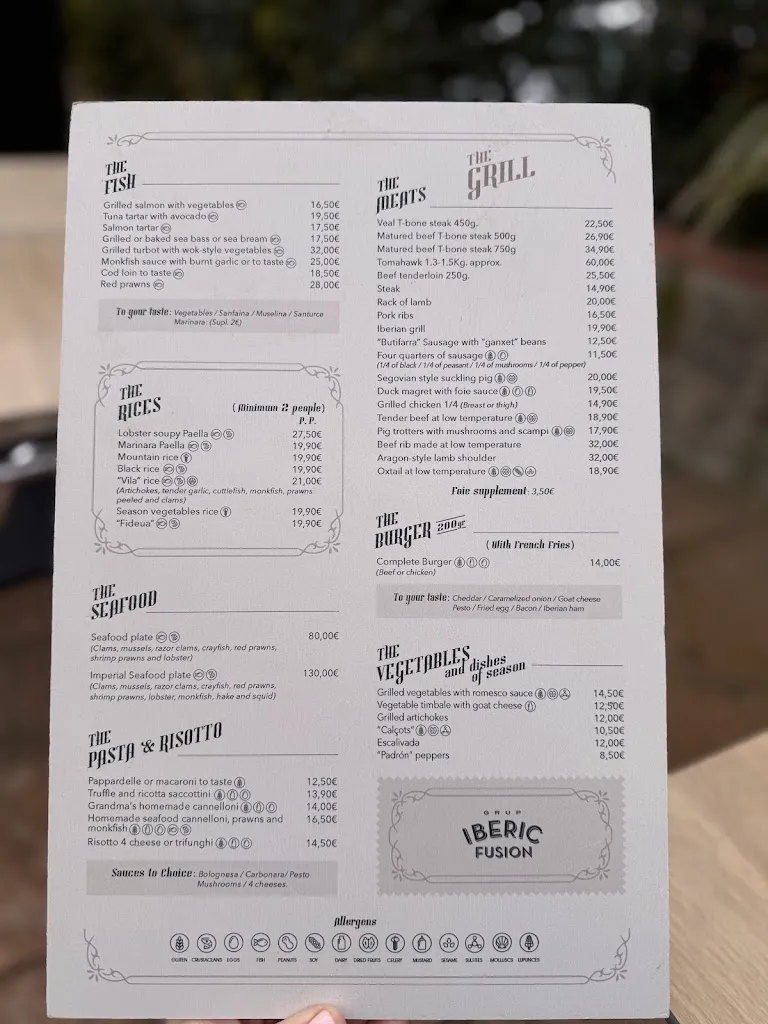 THE
FISH
Grilled salmon with vegetables 16,50€
Tuna tartar with avocado 19,50€
Salmon tartar 17,50€
Grilled or baked sea bass or sea bream 17,50€
Grilled turbot with wok-style vegetables 32,00€
Monkfish sauce with burnt garlic or to taste 25,00€
Cod loin to taste 18,50€
Red prawns 28,00€
To your taste: Vegetables / Sanfaina / Muselina / Santurce
Marinara: (Supl. 2€)
THE
RICES
(Minimum 2 people)
P.P.
Lobster soupy Paella 27,50€
Marinara Paella 19,90€
Mountain rice 19,90€
Black rice 19,90€
"Vila" rice 21,00€
(Artichokes, tender garlic, cuttlefish, monkfish, prawns
peeled and clams)
Season vegetables rice 19,90€
"Fideua" 19,90€
THE
SEAFOOD
Seafood plate 80,00€
(Clams, mussels, razor clams, crayfish, red prawns,
shrimp prawns and lobster)
Imperial Seafood plate 130,00€
(Clams, mussels, razor clams, crayfish, red prawns,
shrimp prawns, lobster, monkfish, hake and squid)
THE
PASTA & RISOTTO
Pappardelle or macaroni to taste 12,50€
Truffle and ricotta saccottini 13,90€
Grandma's homemade cannelloni 14,00€
Homemade seafood cannelloni, prawns and 16,50€
monkfish
Risotto 4 cheese or trifunghi 14,50€
Sauces to Choice: Bolognesa / Carbonara/ Pesto
Mushrooms / 4 cheeses.
THE
GRILL
THE
MEATS
Veal T-bone steak 450g. 22,50€
Matured beef T-bone steak 500g 26,90€
Matured beef T-bone steak 750g 34,90€
Tomahawk 1.3-1.5Kg. approx. 60,00€
Beef tenderloin 250g. 25,50€
Steak 14,90€
Rack of lamb 20,00€
Pork ribs 16,50€
Iberian grill 19,90€
"Butifarra" Sausage with "ganxet" beans 12,50€
Four quarters of sausage 11,50€
(1/4 of black / 1/4 of peasant / 1/4 of mushrooms / 1/4 of pepper)
Segovian style suckling pig 20,00€
Duck magret with foie sauce 19,50€
Grilled chicken 1/4 (Breast or thigh) 14,90€
Tender beef at low temperature 18,90€
Pig trotters with mushrooms and scampi 17,90€
Beef rib made at low temperature 32,00€
Aragon-style lamb shoulder 32,00€
Oxtail at low temperature 18,90€
Foie supplement: 3,50€
THE
BURGER 200gr
(With French Fries)
Complete Burger 14,00€
(Beef or chicken)
To your taste: Cheddar / Caramelized onion / Goat cheese
Pesto / Fried egg / Bacon / Iberian ham
THE
VEGETABLES
and dishes
of season
Grilled vegetables with romesco sauce 14,50€
Vegetable timbale with goat cheese 12,50€
Grilled artichokes 12,00€
"Calçots" 10,50€
Escalivada 12,00€
"Padrón" peppers 8,50€
GRUP
IBERIC
FUSION
Allergens
GLUTEN CRUSTACEANS EGGS FISH PEANUTS SOY DAIRY DRIED FRUITS CELERY MUSTARD SESAME SULFITES MOLLUSCS LUPINCES